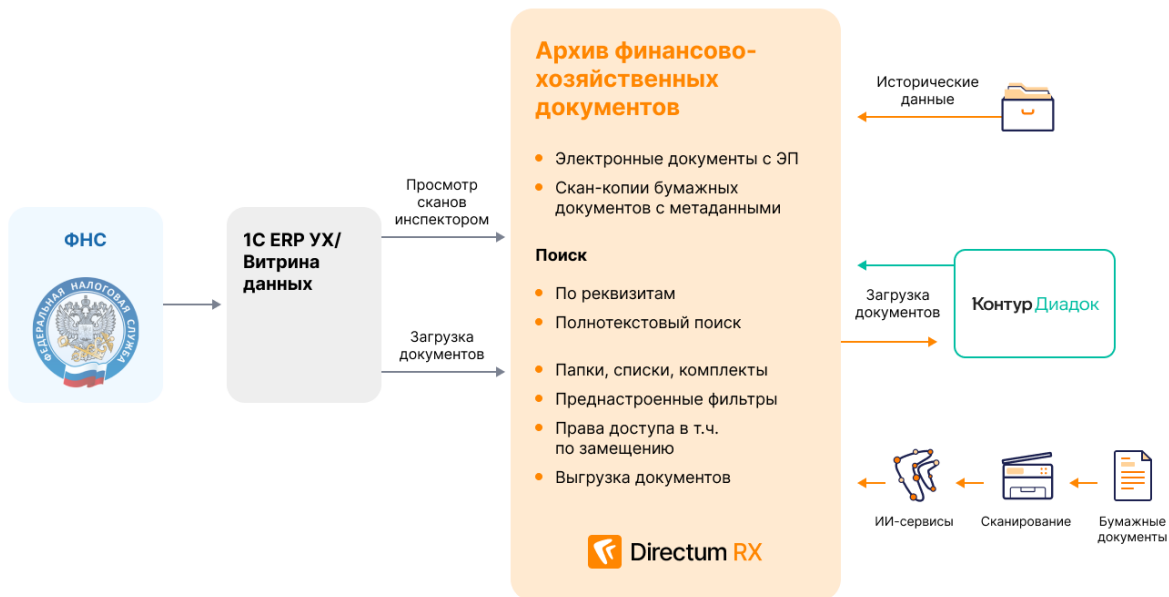 ФНС
ФЕДЕРАЛЬНАЯ НАЛОГОВАЯ СЛУЖБА
1С ERP УХ/
Витрина
данных
Просмотр
сканов
инспектором
Загрузка
документов
Архив финансово-
хозяйственных
документов
Электронные документы с ЭП
Скан-копии бумажных
документов с метаданными
Поиск
По реквизитам
Полнотекстовый поиск
Папки, списки, комплекты
Преднастроенные фильтры
Права доступа в т.ч.
по замещению
Выгрузка документов
Directum RX
Исторические
данные
Загрузка
документов
Контур Диадок
ИИ-сервисы
Сканирование
Бумажные
документы